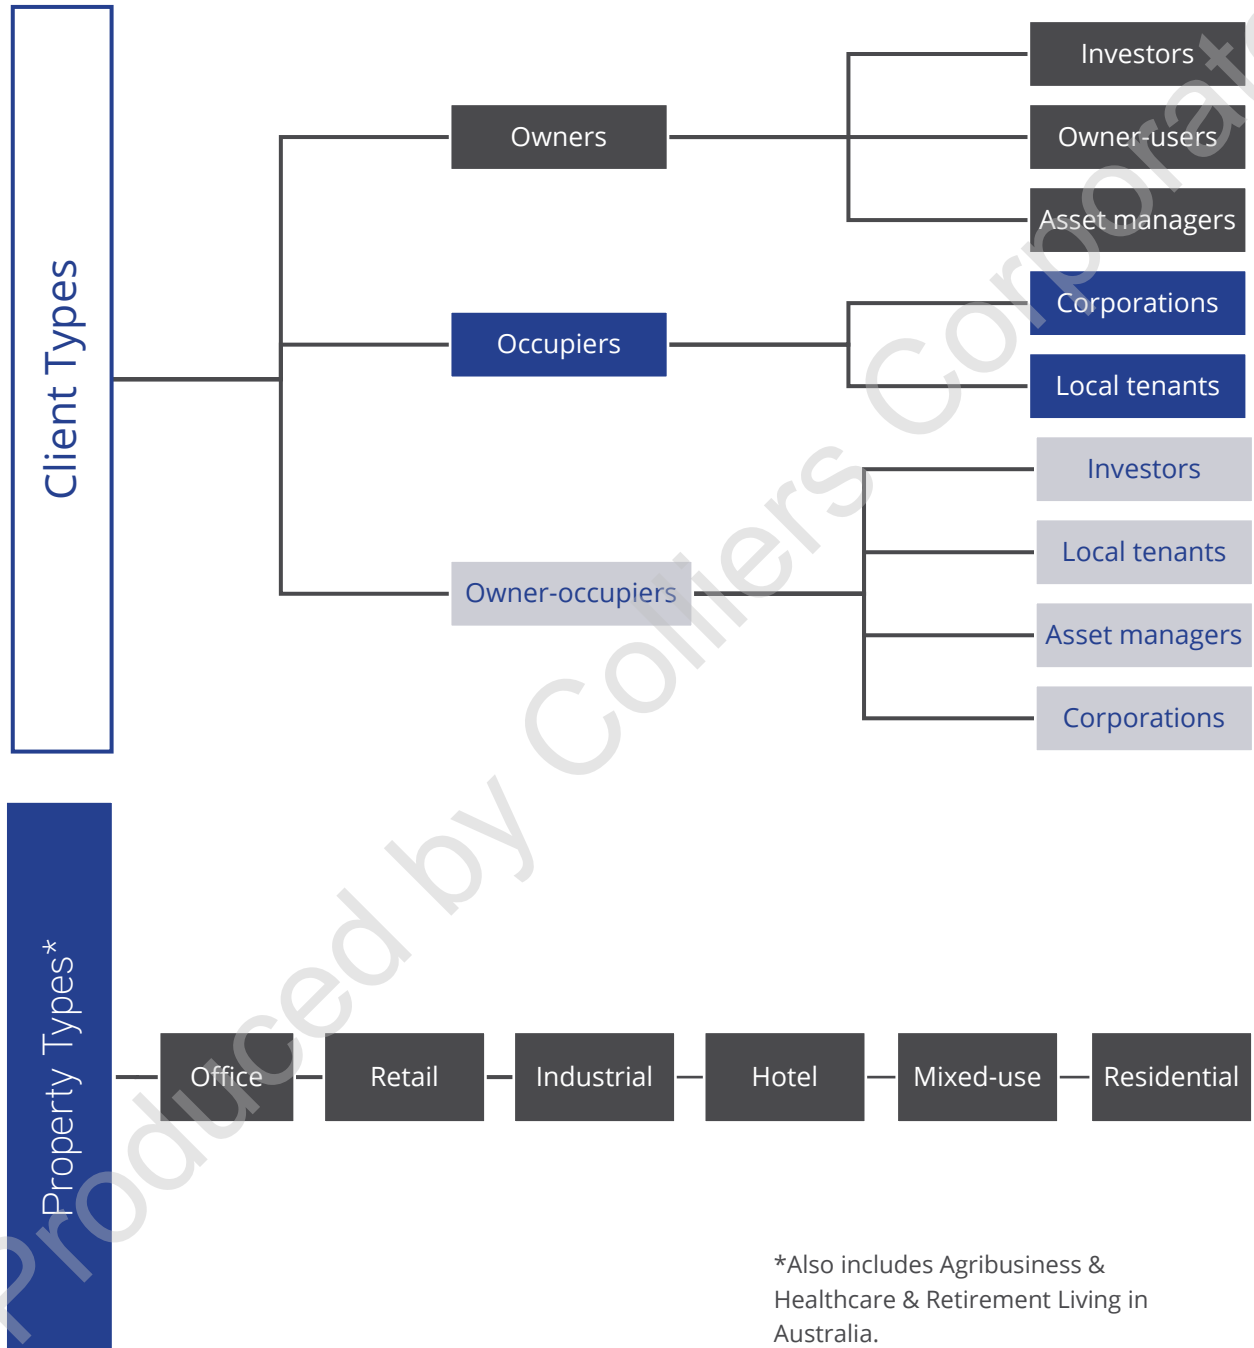 Client Types
Owners
Investors
Owner-users
Asset managers
Occupiers
Corporations
Local tenants
Owner-occupiers
Investors
Local tenants
Asset managers
Corporations
Property Types*
Office
Retail
Industrial
Hotel
Mixed-use
Residential
*Also includes Agribusiness &
Healthcare & Retirement Living in
Australia.
Produced by Colliers Corporate